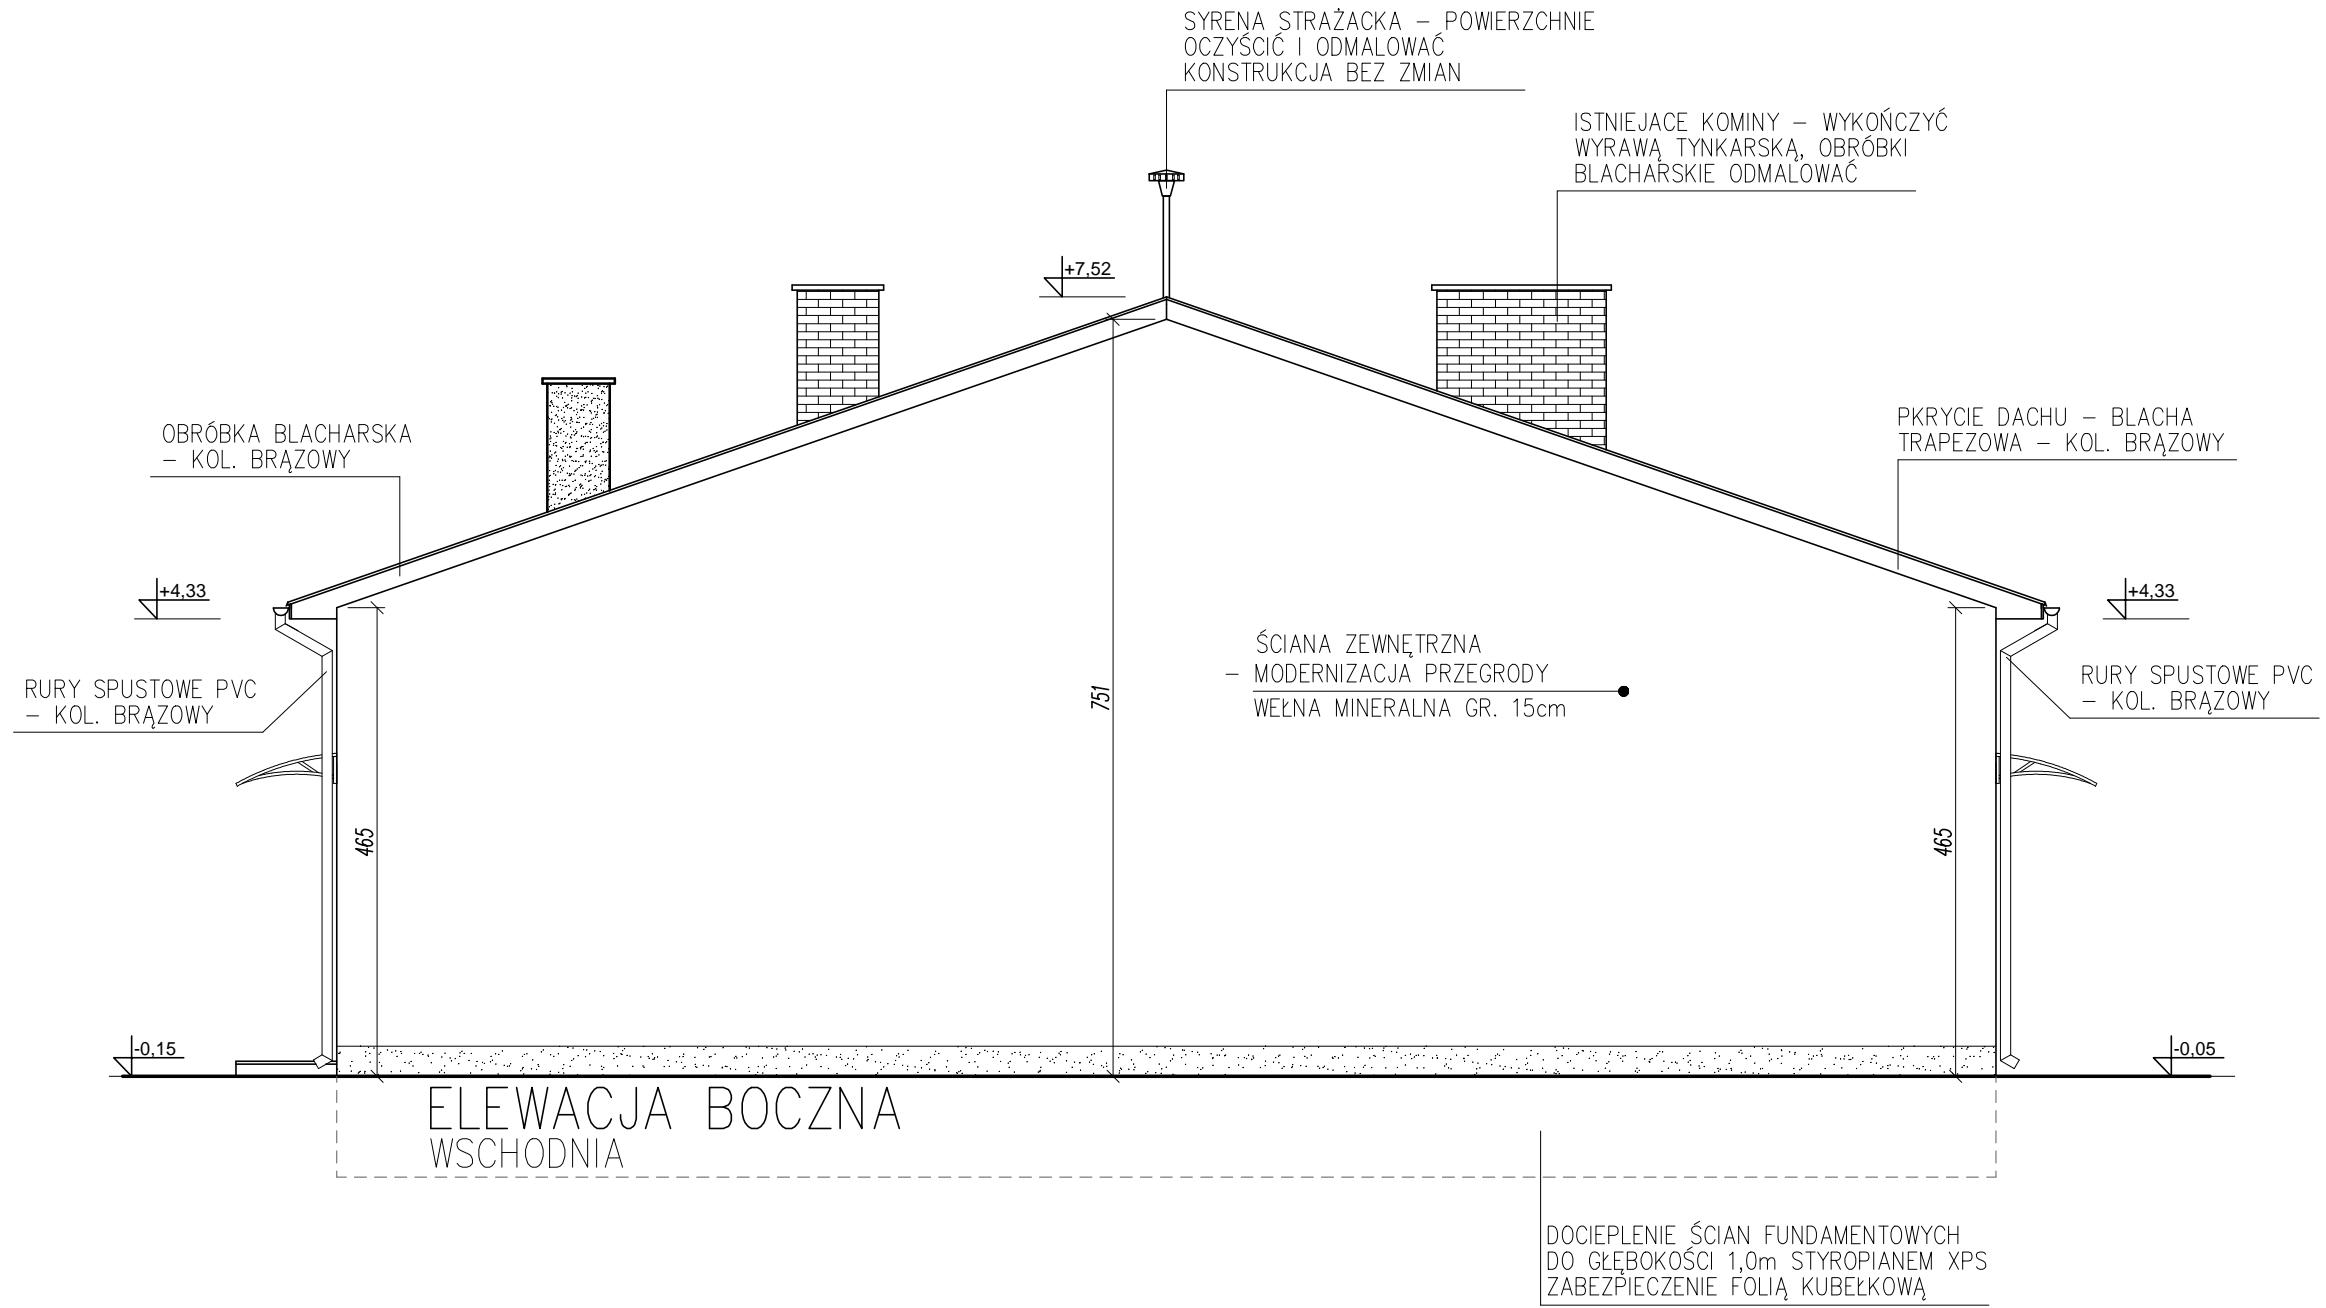 SYRENA STRAŻACKA – POWIERZCHNIE
OCZYŚCIĆ I ODMALOWAĆ
KONSTRUKCJA BEZ ZMIAN
ISTNIEJACE KOMINY – WYKOŃCZYĆ
WYRAWĄ TYNKARSKĄ, OBRÓBKI
BLACHARSKIE ODMALOWAĆ
+7,52
OBRÓBKA BLACHARSKA
– KOL. BRĄZOWY
PKRYCIE DACHU – BLACHA
TRAPEZOWA – KOL. BRĄZOWY
+4,33
+4,33
ŚCIANA ZEWNĘTRZNA
– MODERNIZACJA PRZEGRODY
WEŁNA MINERALNA GR. 15cm
RURY SPUSTOWE PVC
– KOL. BRĄZOWY
RURY SPUSTOWE PVC
– KOL. BRĄZOWY
751
465
465
-0,15
-0,05
ELEWACJA BOCZNA
WSCHODNIA
DOCIEPLENIE ŚCIAN FUNDAMENTOWYCH
DO GŁĘBOKOŚCI 1,0m STYROPIANEM XPS
ZABEZPIECZENIE FOLIĄ KUBEŁKOWĄ